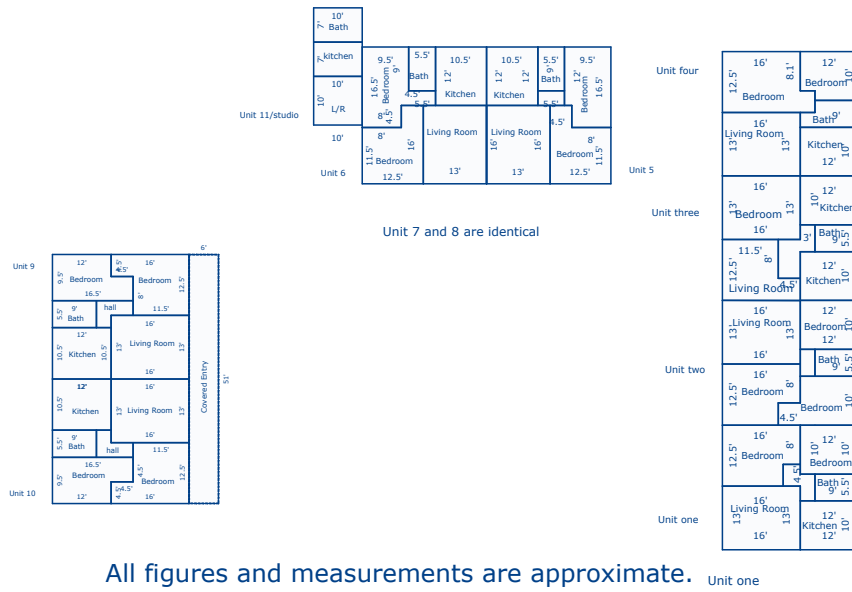 10'
7' Bath
7' kitchen
10'
10' L/R
Unit 11/studio
10'
9.5' 5.5' 10.5' 10.5' 5.5' 9.5'
16.5' Bedroom 9' Bath 12' Kitchen 12' Kitchen 9' Bath 12' Bedroom 16.5'
4.5' 5.5' 5.5'
8' 4.5' 4.5'
8' Living Room Living Room 8'
11.5' Bedroom 16' 16' 16' Bedroom 11.5'
12.5' 13' 13' 12.5'
Unit 6 Unit 5
Unit 7 and 8 are identical
Unit four
16' 8.1' 12'
12.5' Bedroom Bedroom 10'
9'
16' Bath
Living Room Kitchen
13' 13' 12' 10'
Unit three
16' 12'
13' Bedroom 13' 10' Kitchen
16' Bath
11.5' 3' 9' 5.5'
12.5' 8' 12'
Living Room 4.5' Kitchen 10'
16' 12'
Living Room Bedroom
13' 13' 12' 10'
16' Bath
Unit two
16' 9' 5.5'
12.5' Bedroom 8' Bedroom 10'
4.5'
16' 12'
12.5' Bedroom 8' 10' Bedroom 10'
4.5' Bath
9' 5.5'
16' 12'
Living Room Kitchen
13' 13' 10'
16' 12'
Unit one
6'
Unit 9
12' 4.5' 16'
9.5' Bedroom 4.5' Bedroom 12.5'
16.5' 8' 11.5'
5.5' 9' hall
Bath 16'
12'
10.5' Kitchen 10.5' 13' Living Room 13'
16'
Covered Entry
51'
12' 16'
10.5' Kitchen 13' Living Room 13'
9' 16'
5.5' Bath hall 11.5'
16.5' 4.5'
9.5' Bedroom Bedroom 12.5'
4.5' 4.5'
12' 16'
Unit 10
All figures and measurements are approximate.
Unit one